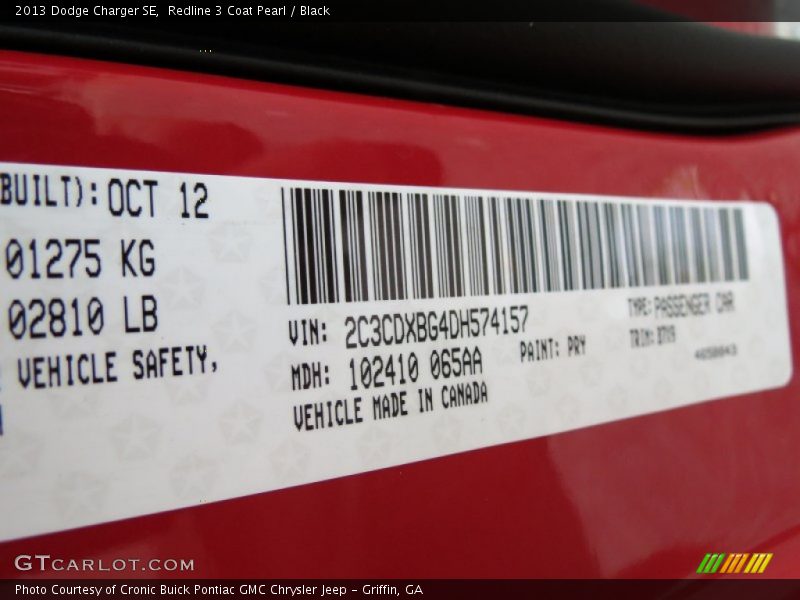 2013 Dodge Charger SE,  Redline 3 Coat Pearl / Black
BUILT): OCT 12
01275 KG
02810 LB
VEHICLE SAFETY,
VIN: 2C3CDXBG4DH574157
TYPE: PASSENGER CAR
MDH: 102410 065AA
PAINT: PRY
TRIM:
VEHICLE MADE IN CANADA
GTCARLOT.COM
Photo Courtesy of Cronic Buick Pontiac GMC Chrysler Jeep - Griffin, GA